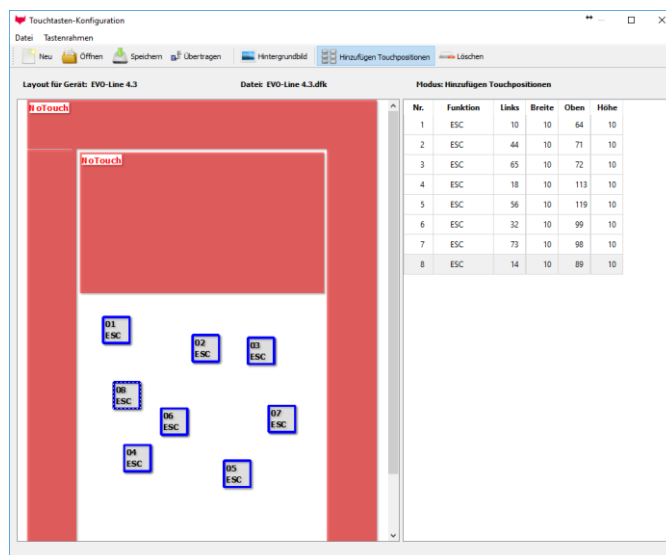 Touchtasten-Konfiguration
Datei Tastenrahmen
Neu Öffnen Speichern Übertragen Hintergrundbild Hinzufügen Touchpositionen Löschen
Layout für Gerät: EVO-Line 4.3 Datei: EVO-Line 4.3.dfk Modus: Hinzufügen Touchpositionen
NoTouch
NoTouch
01
ESC
02
ESC
03
ESC
08
ESC
06
ESC
07
ESC
04
ESC
05
ESC
Nr. Funktion Links Breite Oben Höhe
1 ESC 10 10 64 10
2 ESC 44 10 71 10
3 ESC 65 10 72 10
4 ESC 18 10 113 10
5 ESC 56 10 119 10
6 ESC 32 10 99 10
7 ESC 73 10 98 10
8 ESC 14 10 89 10